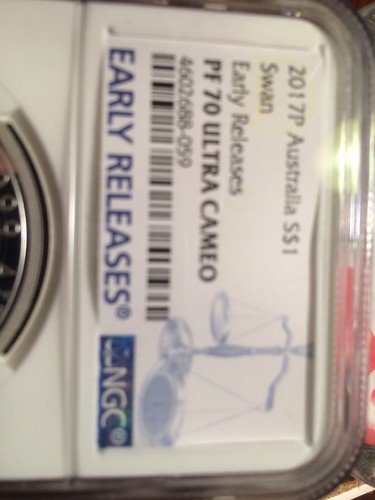 2017P Australia S$1
Swan
Early Releases
PF 70 ULTRA CAMEO
4602688-059
EARLY RELEASES®
NGC®